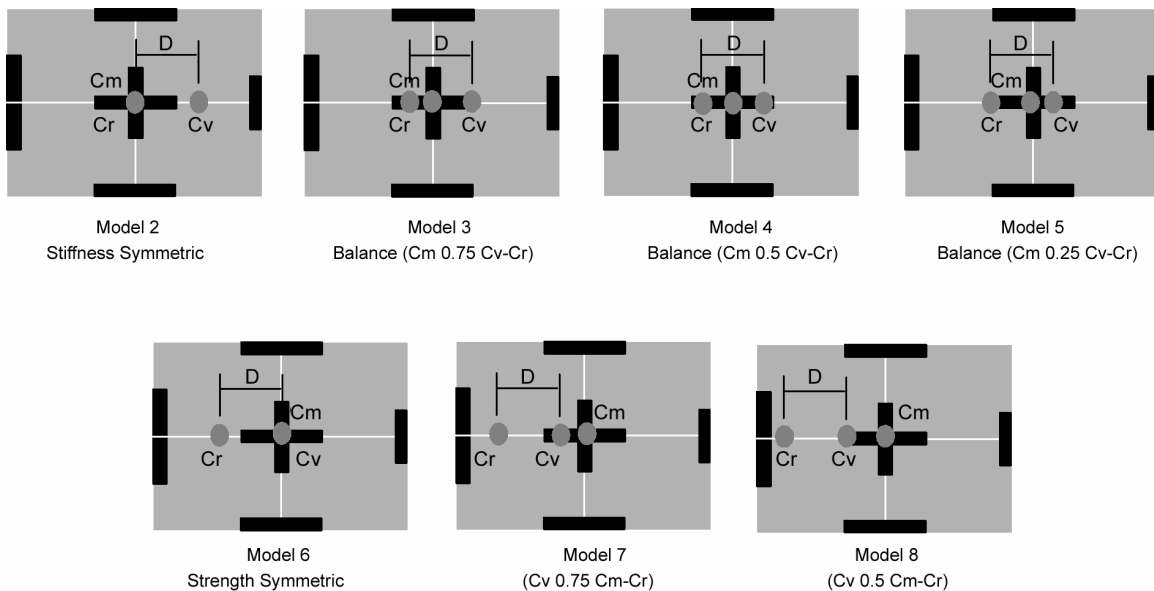 D
Cm
Cr
Cv
Model 2
Stiffness Symmetric
D
Cm
Cr
Cv
Model 3
Balance (Cm 0.75 Cv-Cr)
D
Cm
Cr
Cv
Model 4
Balance (Cm 0.5 Cv-Cr)
D
Cm
Cr
Cv
Model 5
Balance (Cm 0.25 Cv-Cr)
D
Cm
Cr
Cv
Model 6
Strength Symmetric
D
Cm
Cr
Cv
Model 7
(Cv 0.75 Cm-Cr)
D
Cm
Cr
Cv
Model 8
(Cv 0.5 Cm-Cr)